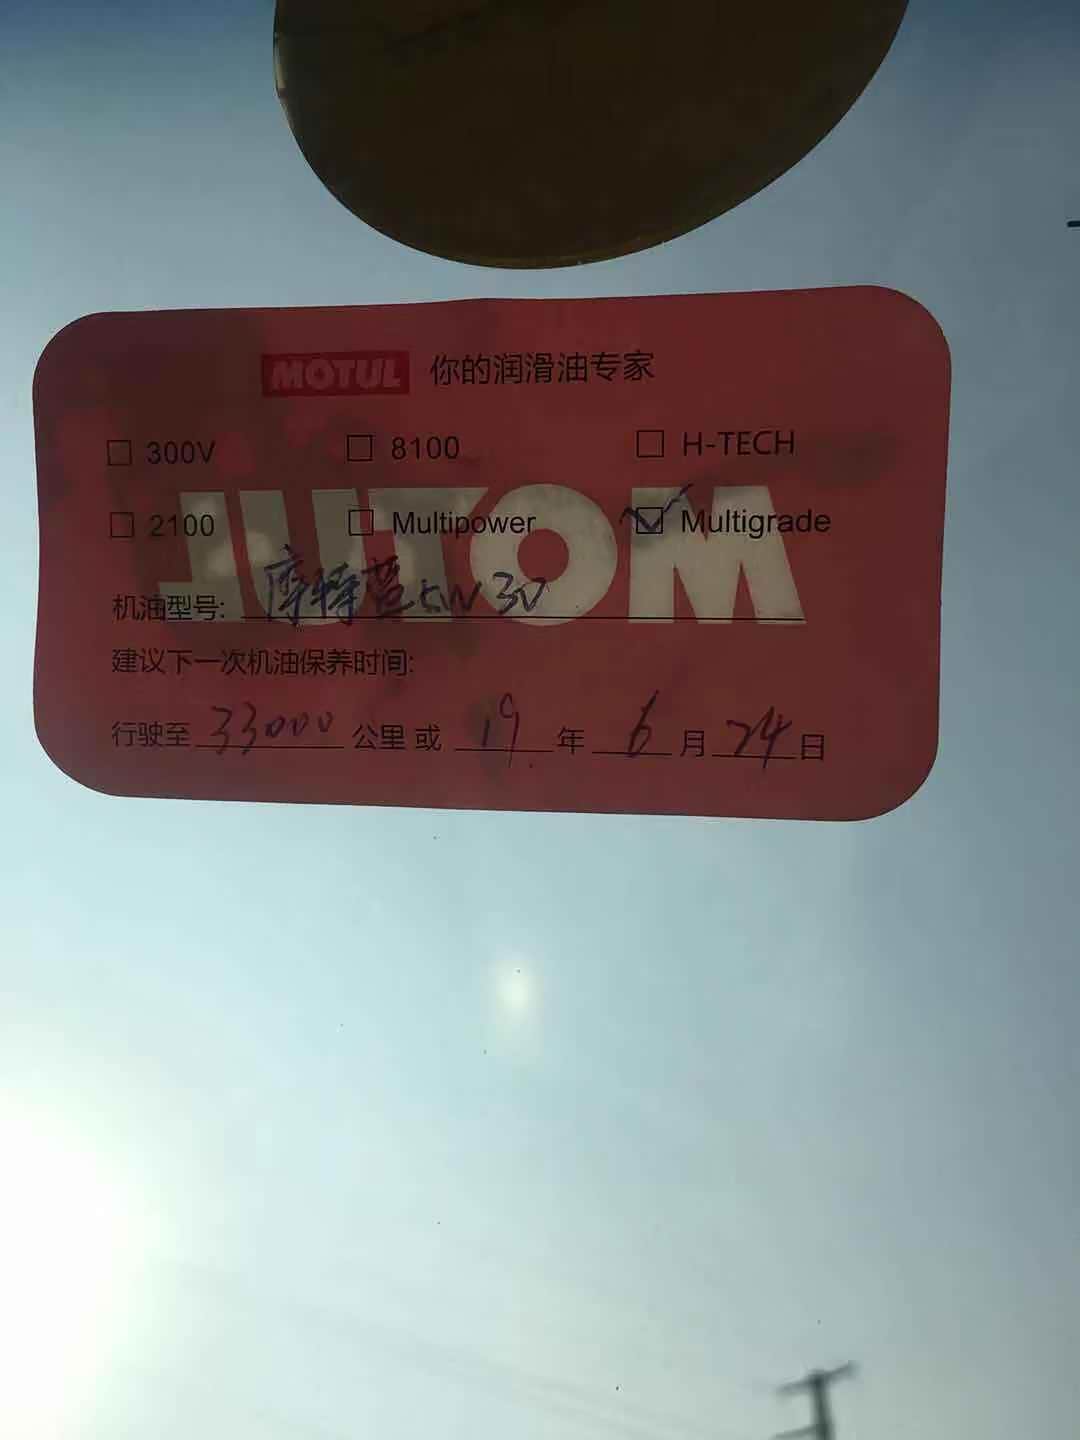 MOTUL 你的润滑油专家
□ 300V □ 8100 □ H-TECH
□ 2100 □ Multipower ☑ Multigrade
MOTUL
机油型号: 摩特 5W30
建议下一次机油保养时间:
行驶至 33000 公里 或 19 年 6 月 24 日